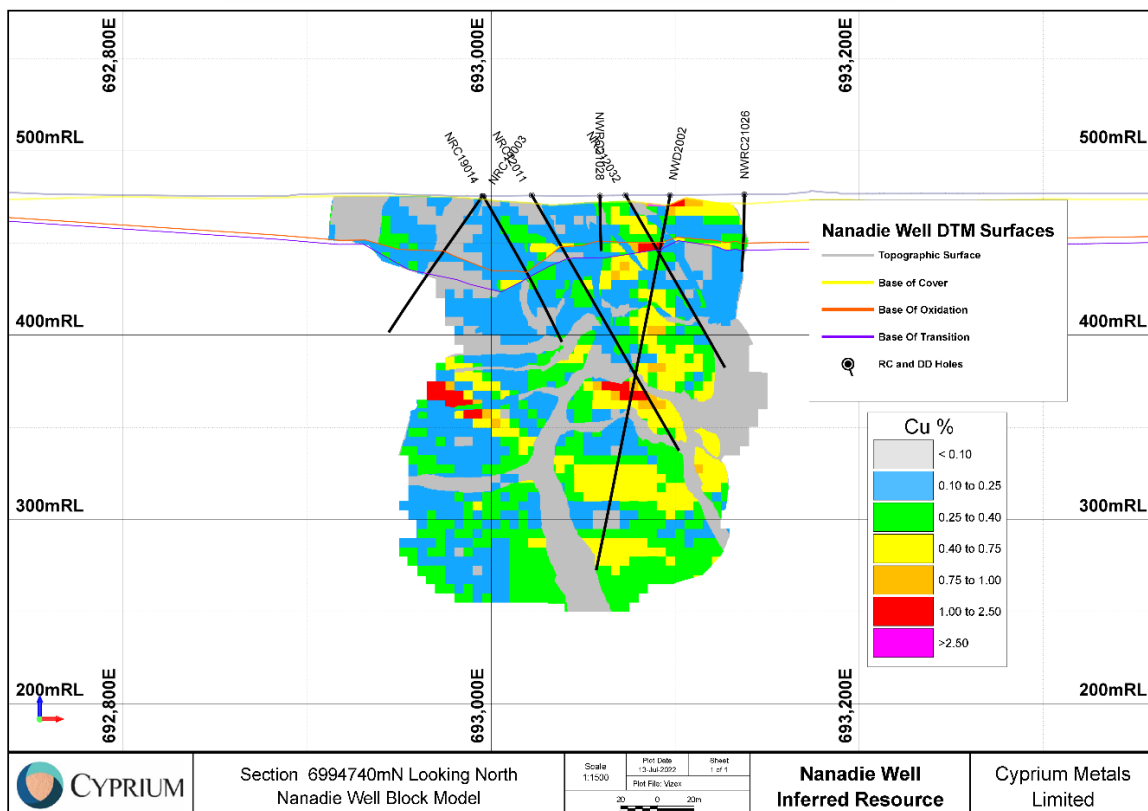 692,800E
693,000E
693,200E
500mRL
500mRL
NRC19014
NRC19003
NRC12011
NWRC21028
NRC12032
NWD2002
NWRC21026
Nanadie Well DTM Surfaces
Topographic Surface
Base of Cover
Base Of Oxidation
Base Of Transition
RC and DD Holes
400mRL
400mRL
Cu %
< 0.10
0.10 to 0.25
0.25 to 0.40
0.40 to 0.75
0.75 to 1.00
1.00 to 2.50
>2.50
300mRL
300mRL
200mRL
200mRL
692,800E
693,000E
693,200E
CYPRIUM
Section 6994740mN Looking North
Nanadie Well Block Model
Scale
1:1500
Plot Date
13-Jul-2022
Sheet
1 of 1
Plot File: Vizex
20 0 20m
Nanadie Well
Inferred Resource
Cyprium Metals
Limited